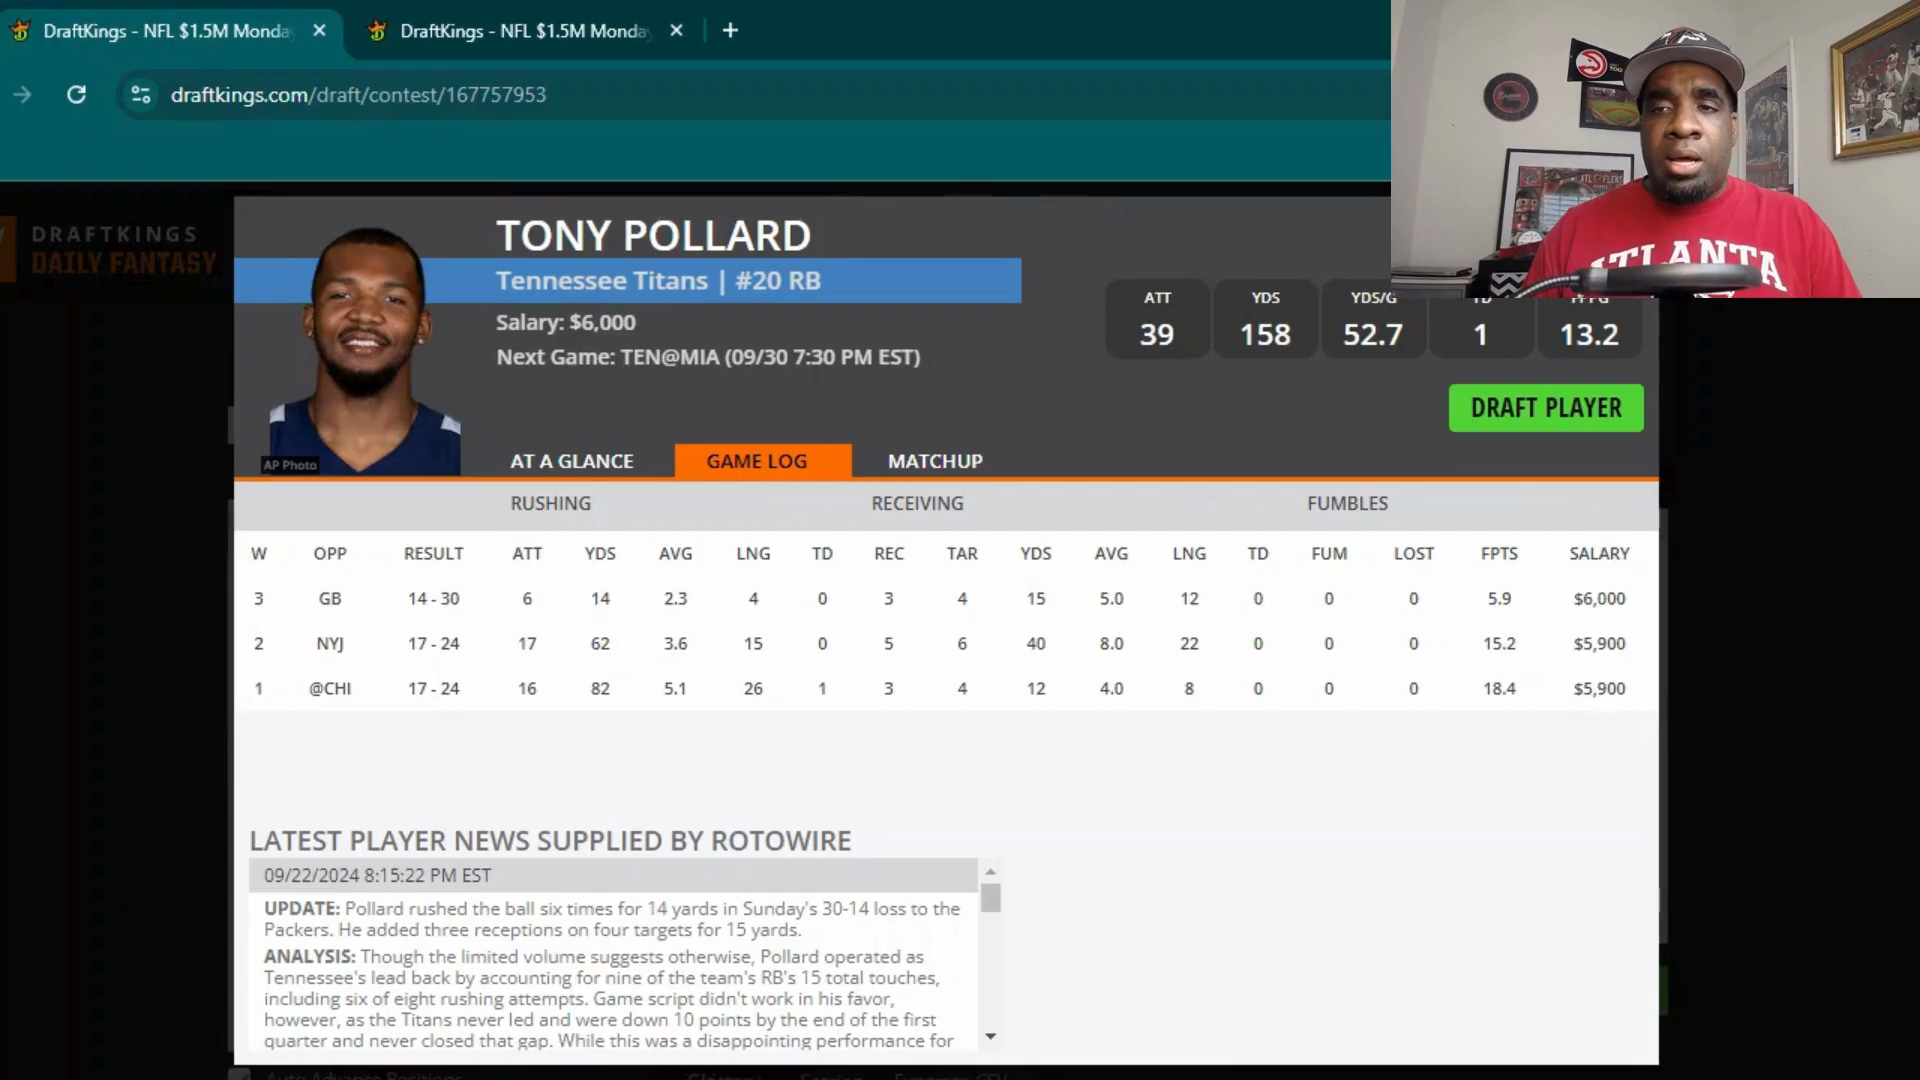 DraftKings - NFL $1.5M Monda
DraftKings - NFL $1.5M Monda
draftkings.com/draft/contest/167757953
DRAFTKINGS
DAILY FANTASY
TONY POLLARD
Tennessee Titans | #20 RB
Salary: $6,000
Next Game: TEN@MIA (09/30 7:30 PM EST)
ATT YDS YDS/G TD FPPG
39 158 52.7 1 13.2
DRAFT PLAYER
AP Photo
AT A GLANCE GAME LOG MATCHUP
RUSHING RECEIVING FUMBLES
W OPP RESULT ATT YDS AVG LNG TD REC TAR YDS AVG LNG TD FUM LOST FPTS SALARY
3 GB 14 - 30 6 14 2.3 4 0 3 4 15 5.0 12 0 0 0 5.9 $6,000
2 NYJ 17 - 24 17 62 3.6 15 0 5 6 40 8.0 22 0 0 0 15.2 $5,900
1 @CHI 17 - 24 16 82 5.1 26 1 3 4 12 4.0 8 0 0 0 18.4 $5,900
LATEST PLAYER NEWS SUPPLIED BY ROTOWIRE
09/22/2024 8:15:22 PM EST
UPDATE: Pollard rushed the ball six times for 14 yards in Sunday's 30-14 loss to the
Packers. He added three receptions on four targets for 15 yards.
ANALYSIS: Though the limited volume suggests otherwise, Pollard operated as
Tennessee's lead back by accounting for nine of the team's RB's 15 total touches,
including six of eight rushing attempts. Game script didn't work in his favor,
however, as the Titans never led and were down 10 points by the end of the first
quarter and never closed that gap. While this was a disappointing performance for
Auto Advance Positions
ATLANTA